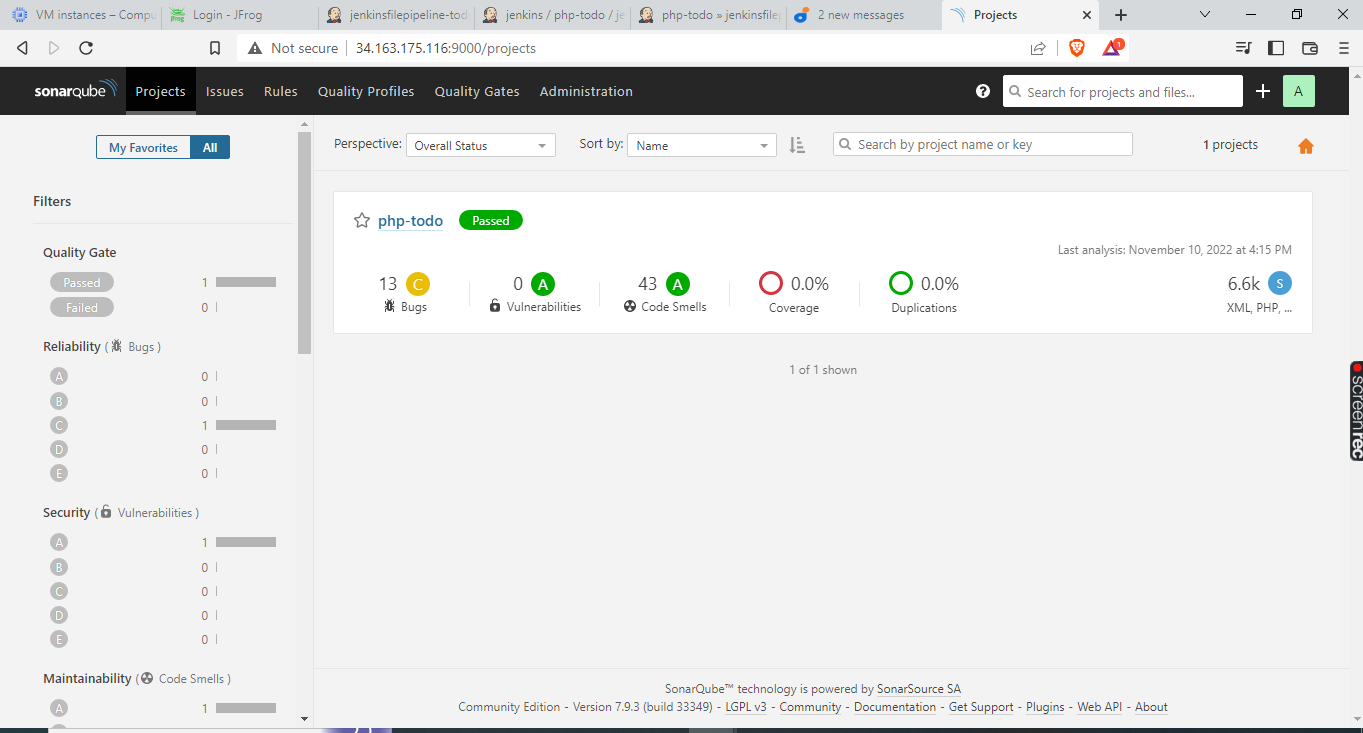 VM instances – Compu
Login - JFrog
jenkinsfilepipeline-tod
jenkins / php-todo / je
php-todo » jenkinsfile
2 new messages
Projects
Not secure
34.163.175.116:9000/projects
1
sonarqube
Projects
Issues
Rules
Quality Profiles
Quality Gates
Administration
?
Search for projects and files...
A
My Favorites
All
Perspective:
Overall Status
Sort by:
Name
Search by project name or key
1 projects
Filters
Quality Gate
Passed 1
Failed 0
Reliability ( Bugs )
A 0
B 0
C 1
D 0
E 0
Security ( Vulnerabilities )
A 1
B 0
C 0
D 0
E 0
Maintainability ( Code Smells )
A 1
php-todo
Passed
Last analysis: November 10, 2022 at 4:15 PM
13 C
Bugs
0 A
Vulnerabilities
43 A
Code Smells
0.0%
Coverage
0.0%
Duplications
6.6k S
XML, PHP, ...
1 of 1 shown
screenrec
SonarQube™ technology is powered by SonarSource SA
Community Edition - Version 7.9.3 (build 33349) - LGPL v3 - Community - Documentation - Get Support - Plugins - Web API - About